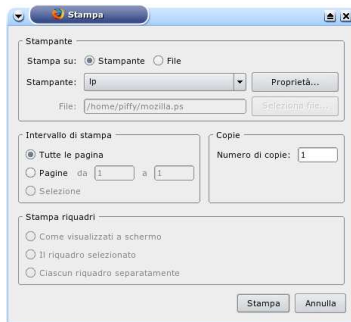 Stampa
Stampante
Stampa su: Stampante File
Stampante: lp Proprietà...
File: /home/piffy/mozilla.ps Seleziona file...
Intervallo di stampa
Tutte le pagina
Pagine da 1 a 1
Selezione
Copie
Numero di copie: 1
Stampa riquadri
Come visualizzati a schermo
Il riquadro selezionato
Ciascun riquadro separatamente
Stampa Annulla